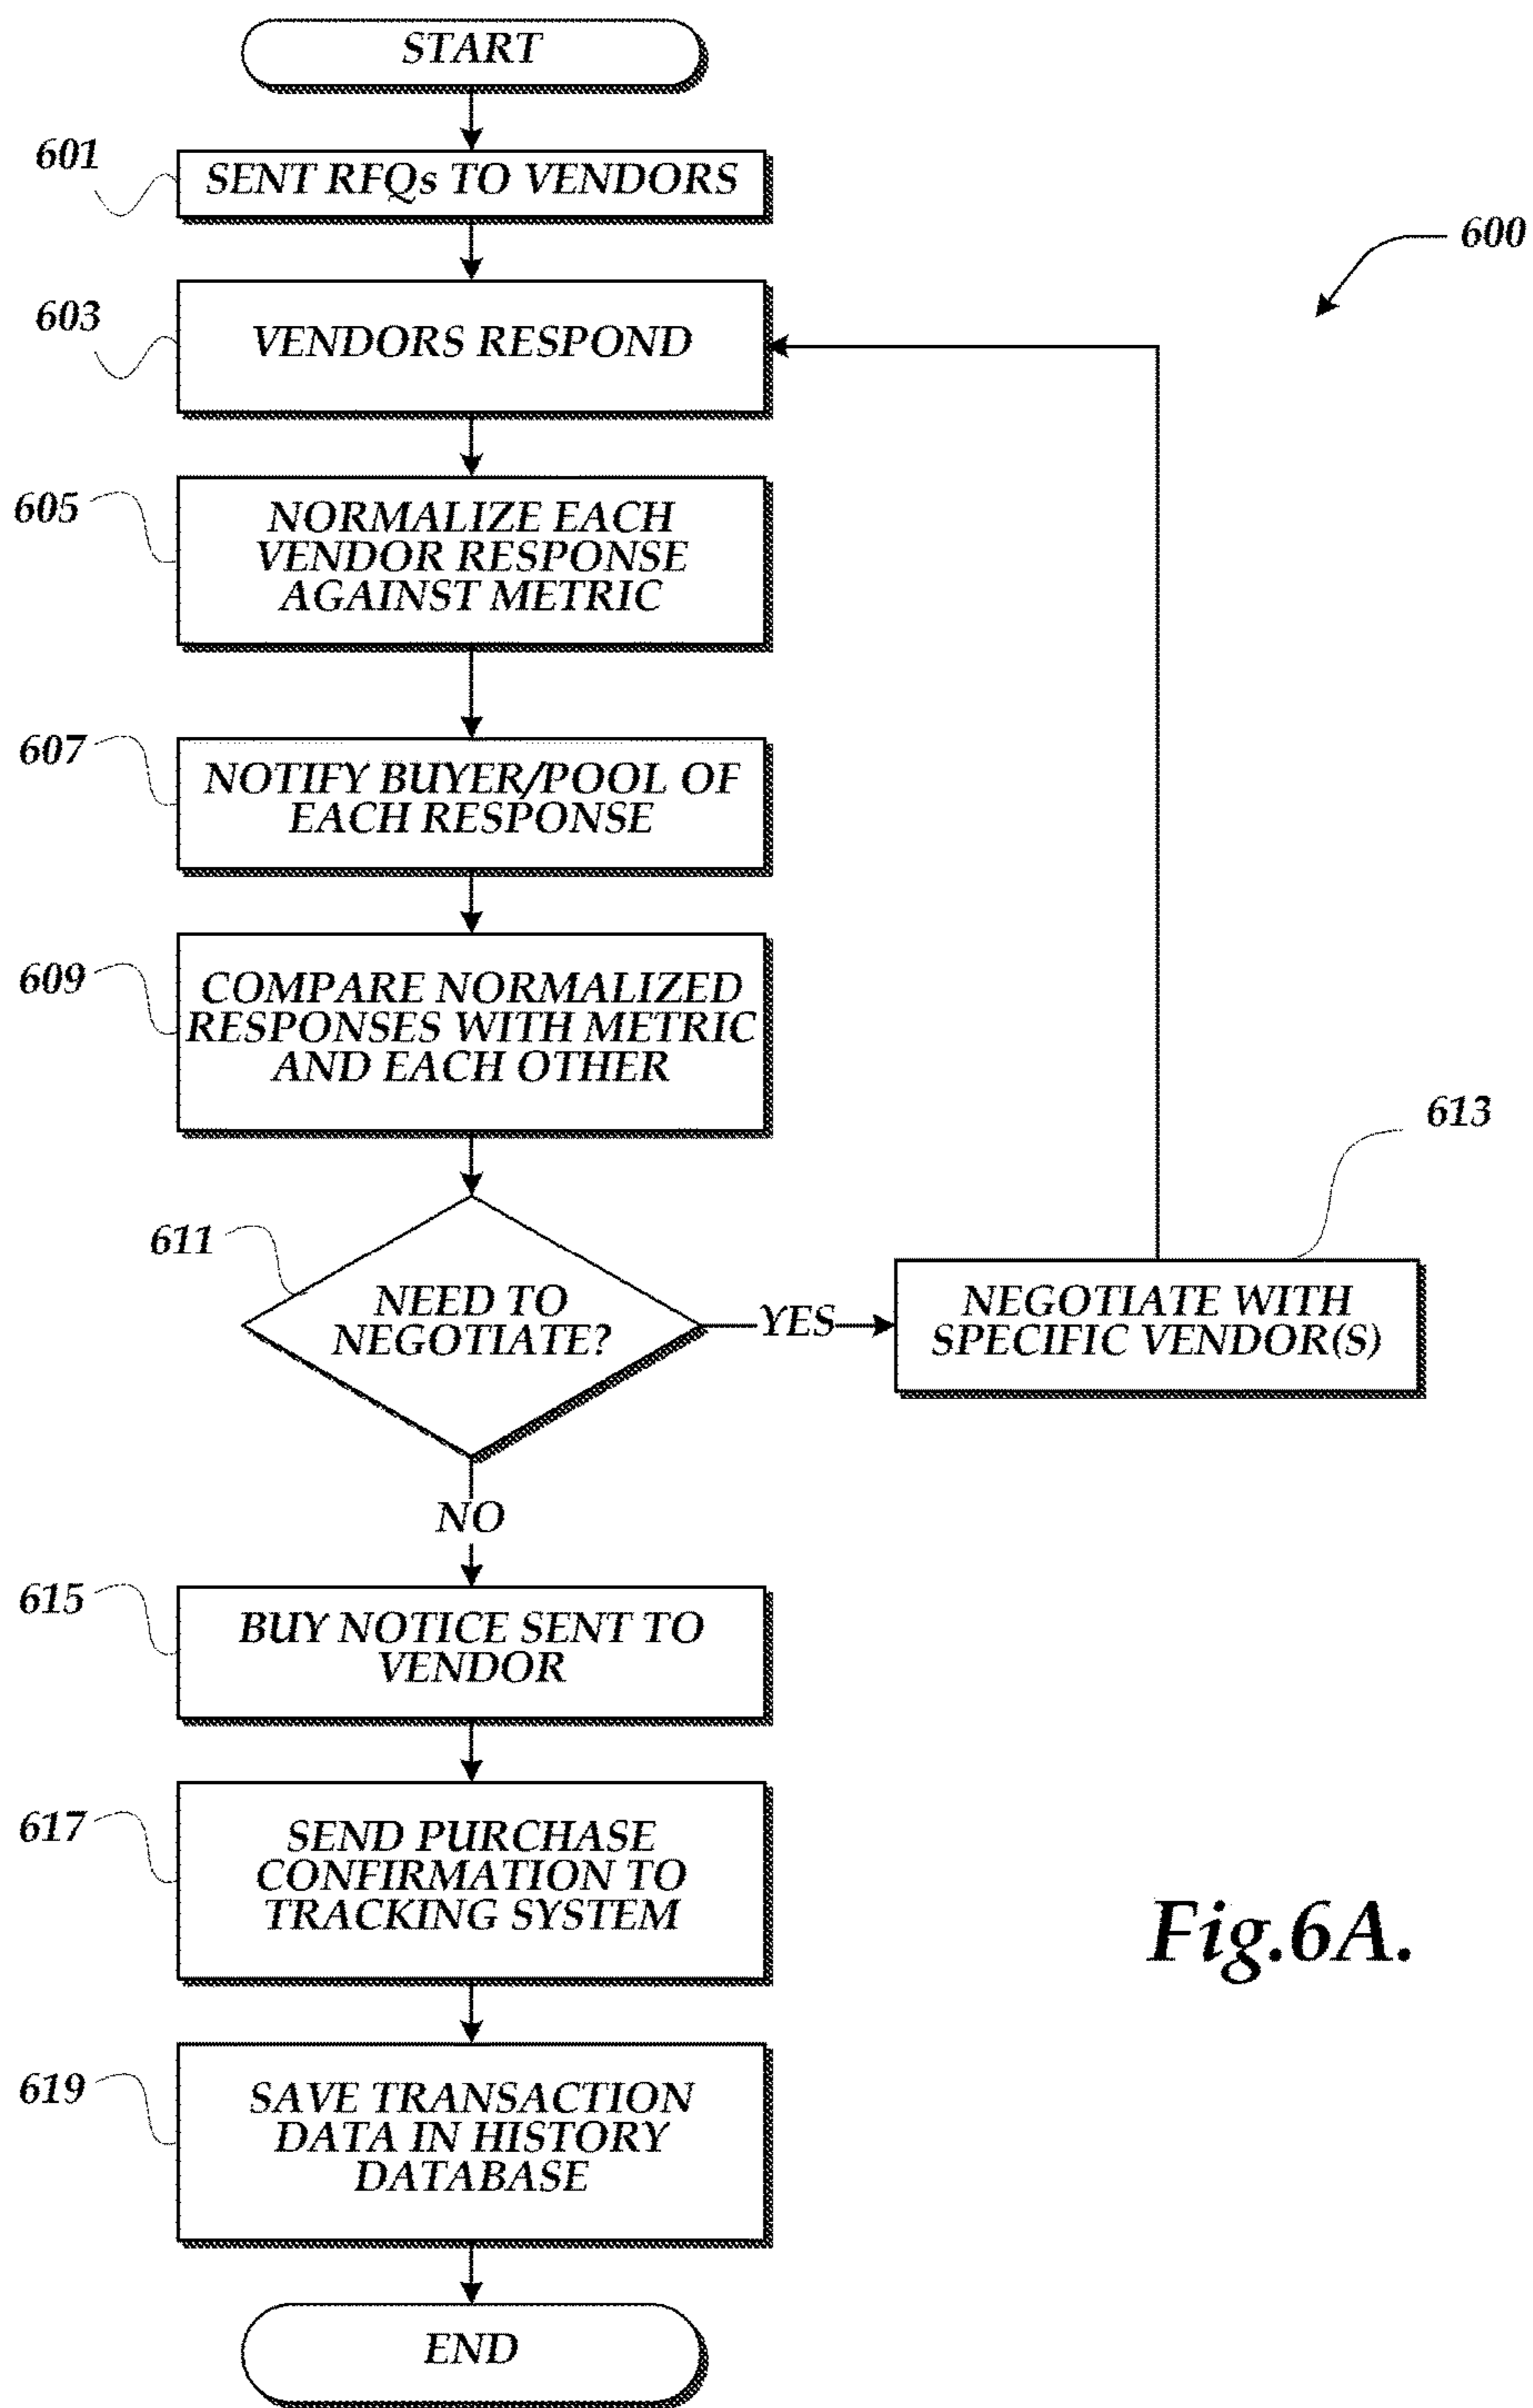 START
601
SENT RFQs TO VENDORS
600
603
VENDORS RESPOND
605
NORMALIZE EACH
VENDOR RESPONSE
AGAINST METRIC
607
NOTIFY BUYER/POOL OF
EACH RESPONSE
609
COMPARE NORMALIZED
RESPONSES WITH METRIC
AND EACH OTHER
611
NEED TO
NEGOTIATE?
YES
613
NEGOTIATE WITH
SPECIFIC VENDOR(S)
NO
615
BUY NOTICE SENT TO
VENDOR
617
SEND PURCHASE
CONFIRMATION TO
TRACKING SYSTEM
Fig.6A.
619
SAVE TRANSACTION
DATA IN HISTORY
DATABASE
END